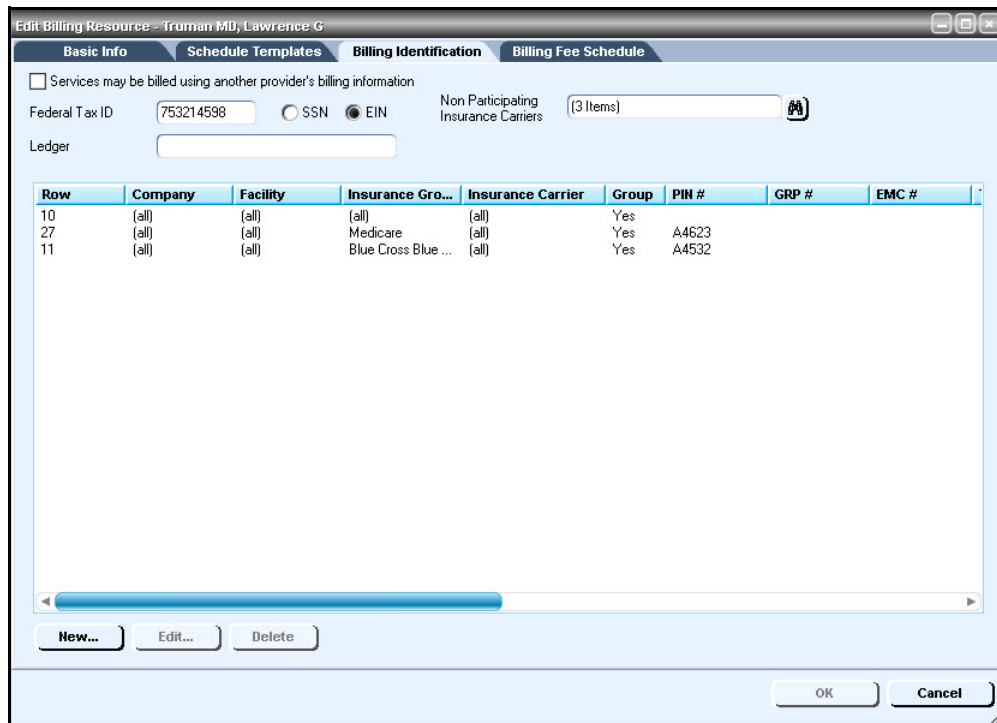 Edit Billing Resource - Truman MD, Lawrence G
Basic Info Schedule Templates Billing Identification Billing Fee Schedule
Services may be billed using another provider's billing information
Federal Tax ID 753214598 SSN EIN Non Participating Insurance Carriers (3 Items)
Ledger
Row Company Facility Insurance Gro... Insurance Carrier Group PIN # GRP # EMC #
10 (all) (all) (all) (all) Yes
27 (all) (all) Medicare (all) Yes A4623
11 (all) (all) Blue Cross Blue ... (all) Yes A4532
New... Edit... Delete
OK Cancel